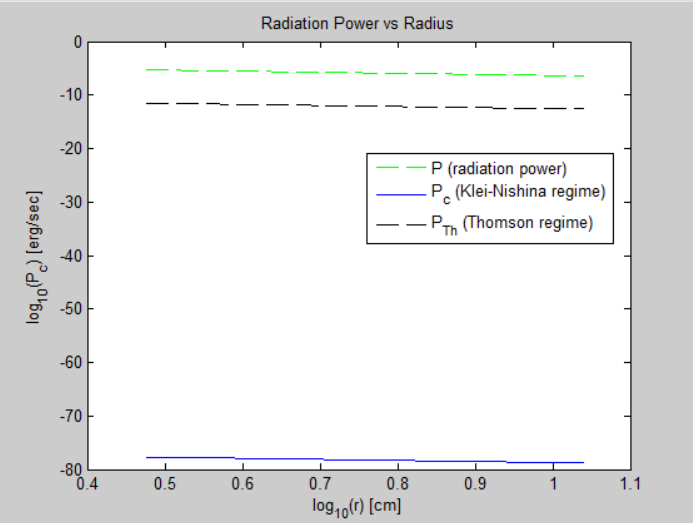 Radiation Power vs Radius
0
-10
-20
-30
-40
-50
-60
-70
-80
log10(Pc) [erg/sec]
P (radiation power)
Pc (Klei-Nishina regime)
PTh (Thomson regime)
0.4 0.5 0.6 0.7 0.8 0.9 1 1.1
log10(r) [cm]